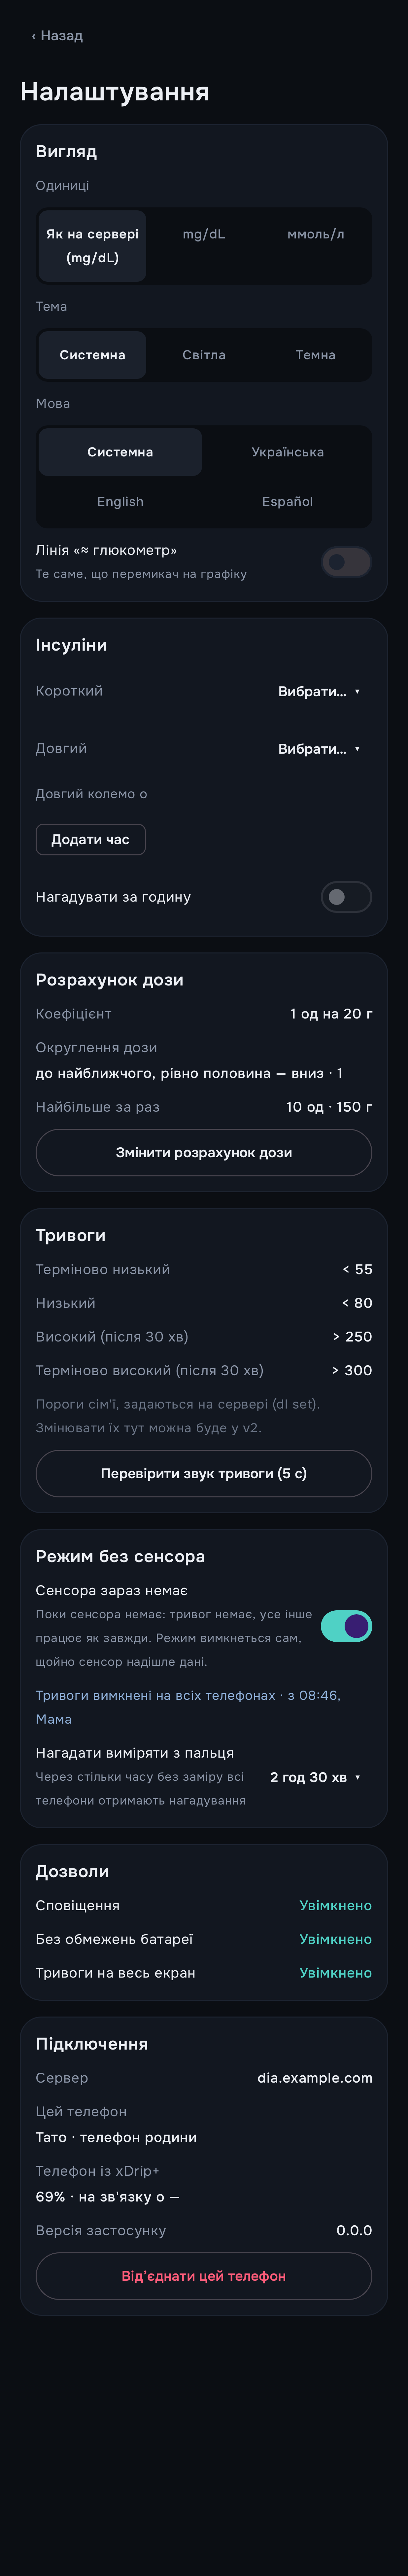 ‹ Назад
Налаштування
Вигляд
Одиниці
Як на сервері (mg/dL)
mg/dL
ммоль/л
Тема
Системна
Світла
Темна
Мова
Системна
Українська
English
Español
Лінія «≈ глюкометр»
Те саме, що перемикач на графіку
Інсуліни
Короткий
Вибрати... ▾
Довгий
Вибрати... ▾
Довгий колемо о
Додати час
Нагадувати за годину
Розрахунок дози
Коефіцієнт
1 од на 20 г
Округлення дози
до найближчого, рівно половина — вниз · 1
Найбільше за раз
10 од · 150 г
Змінити розрахунок дози
Тривоги
Терміново низький
< 55
Низький
< 80
Високий (після 30 хв)
> 250
Терміново високий (після 30 хв)
> 300
Пороги сім'ї, задаються на сервері (dl set).
Змінювати їх тут можна буде у v2.
Перевірити звук тривоги (5 с)
Режим без сенсора
Сенсора зараз немає
Поки сенсора немає: тривог немає, усе інше
працює як завжди. Режим вимкнеться сам,
щойно сенсор надішле дані.
Тривоги вимкнені на всіх телефонах · з 08:46,
Мама
Нагадати виміряти з пальця
Через стільки часу без заміру всі
телефони отримають нагадування
2 год 30 хв ▾
Дозволи
Сповіщення
Увімкнено
Без обмежень батареї
Увімкнено
Тривоги на весь екран
Увімкнено
Підключення
Сервер
dia.example.com
Цей телефон
Тато · телефон родини
Телефон із xDrip+
69% · на зв'язку о —
Версія застосунку
0.0.0
Від’єднати цей телефон